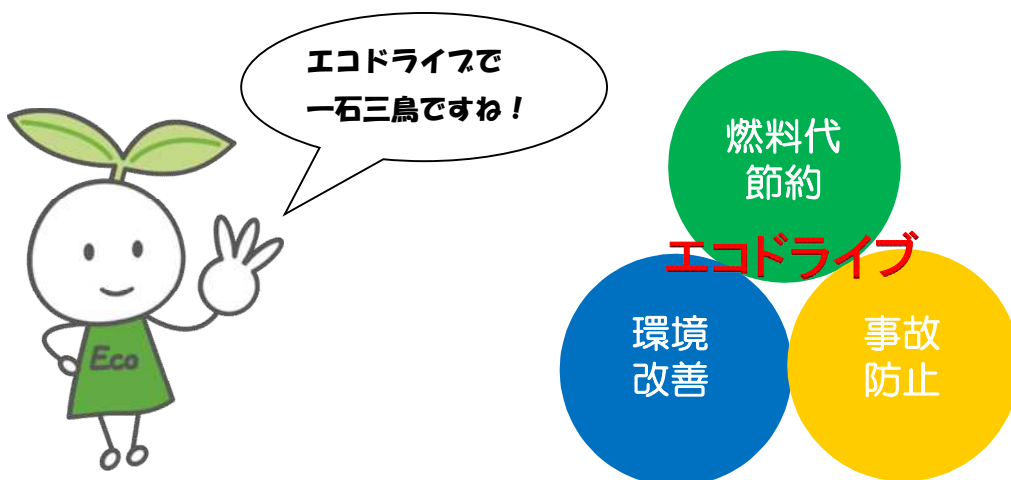 エコドライブで
一石三鳥ですね！
燃料代
節約
エコドライブ
環境
改善
事故
防止
Eco